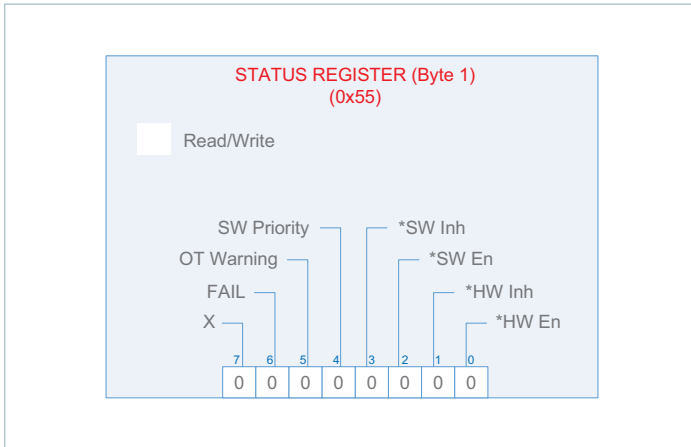 STATUS REGISTER (Byte 1)
(0x55)
Read/Write
SW Priority *SW Inh
OT Warning *SW En
FAIL *HW Inh
X *HW En
7 6 5 4 3 2 1 0
0 0 0 0 0 0 0 0